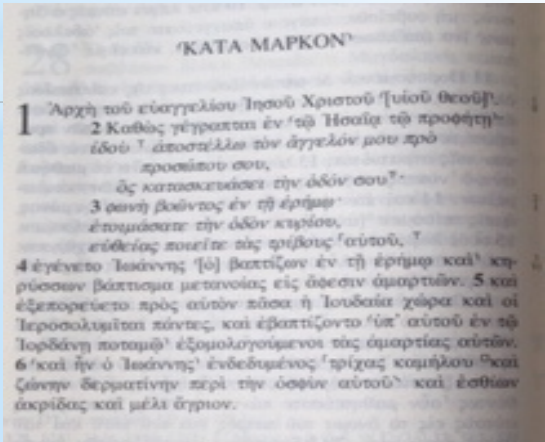 ⸂ΚΑΤΑ ΜΑΡΚΟΝ⸃
1 Ἀρχὴ τοῦ εὐαγγελίου Ἰησοῦ Χριστοῦ ⸂[υἱοῦ θεοῦ]⸃.
2 Καθὼς γέγραπται ἐν ⸂τῷ Ἠσαΐᾳ τῷ προφήτῃ⸃·
ἰδοὺ ⸆ ἀποστέλλω τὸν ἄγγελόν μου πρὸ
προσώπου σου,
ὃς κατασκευάσει τὴν ὁδόν σου⸆·
3 φωνὴ βοῶντος ἐν τῇ ἐρήμῳ·
ἑτοιμάσατε τὴν ὁδὸν κυρίου,
εὐθείας ποιεῖτε τὰς τρίβους ⸀αὐτοῦ, ⸆
4 ἐγένετο Ἰωάννης ⸂[ὁ] βαπτίζων ἐν τῇ ἐρήμῳ καὶ⸃ κη-
ρύσσων βάπτισμα μετανοίας εἰς ἄφεσιν ἁμαρτιῶν. 5 καὶ
ἐξεπορεύετο πρὸς αὐτὸν πᾶσα ἡ Ἰουδαία χώρα καὶ οἱ
Ἱεροσολυμῖται πάντες, καὶ ἐβαπτίζοντο ⸂ὑπ᾽ αὐτοῦ ἐν τῷ
Ἰορδάνῃ ποταμῷ⸃ ἐξομολογούμενοι τὰς ἁμαρτίας αὐτῶν.
6 ⸂καὶ ἦν ὁ Ἰωάννης⸃ ἐνδεδυμένος ⸀τρίχας καμήλου ⸋καὶ
ζώνην δερματίνην περὶ τὴν ὀσφὺν αὐτοῦ⸌ καὶ ἐσθίων
ἀκρίδας καὶ μέλι ἄγριον.